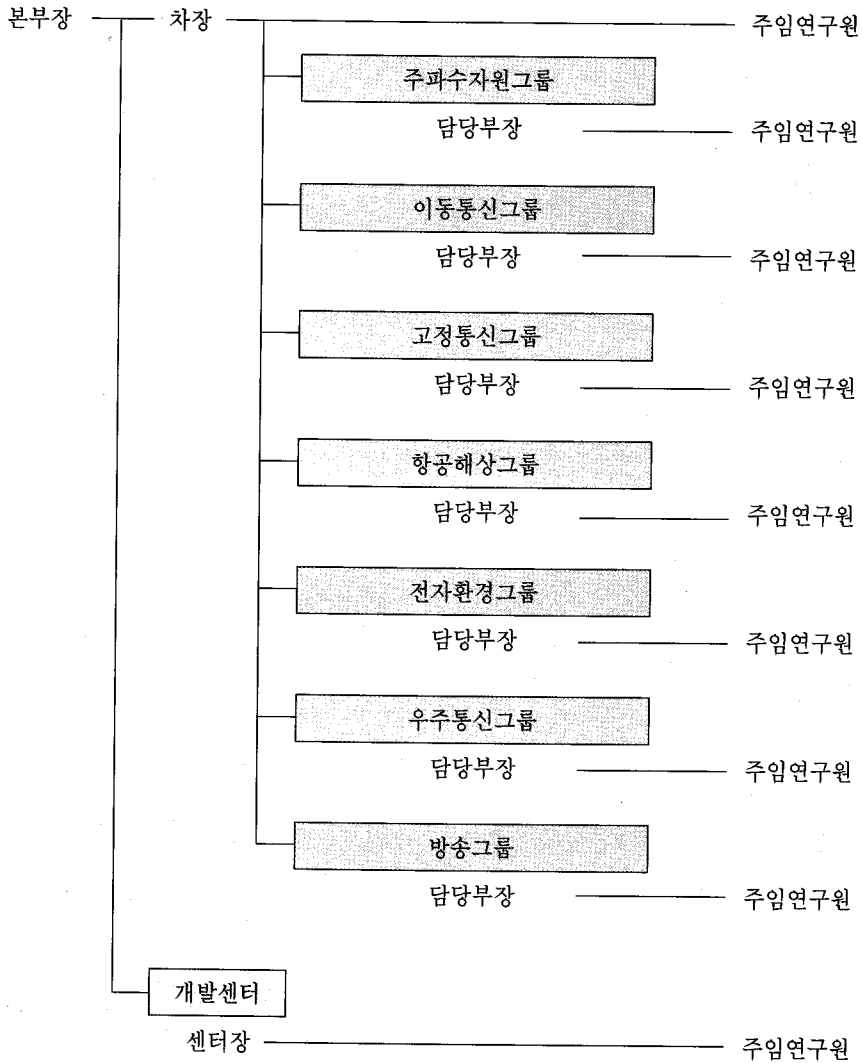 본부장 차장 주임연구원
주파수자원그룹
담당부장 주임연구원
이동통신그룹
담당부장 주임연구원
고정통신그룹
담당부장 주임연구원
항공해상그룹
담당부장 주임연구원
전자환경그룹
담당부장 주임연구원
우주통신그룹
담당부장 주임연구원
방송그룹
담당부장 주임연구원
개발센터
센터장 주임연구원